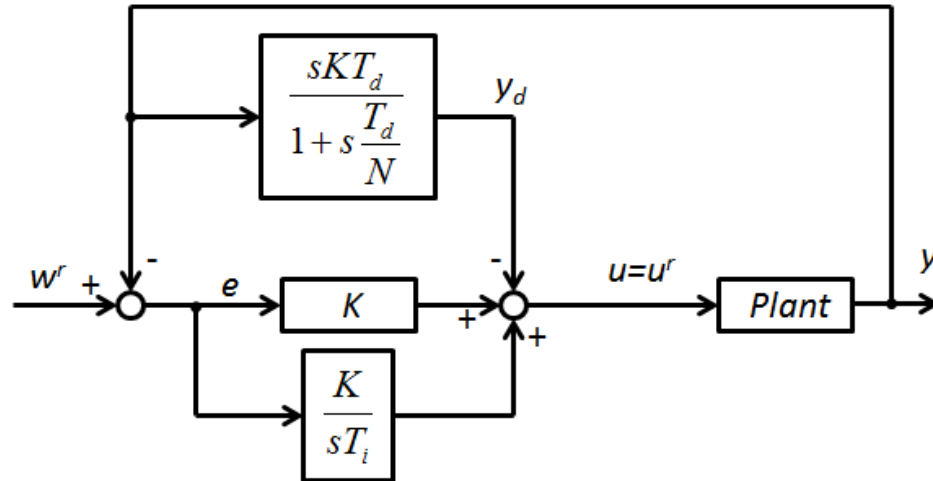 sKT_d
1 + s T_d
N
y_d
-
-
w^r
+
e
K
+
+
u=u^r
Plant
y
K
sT_i